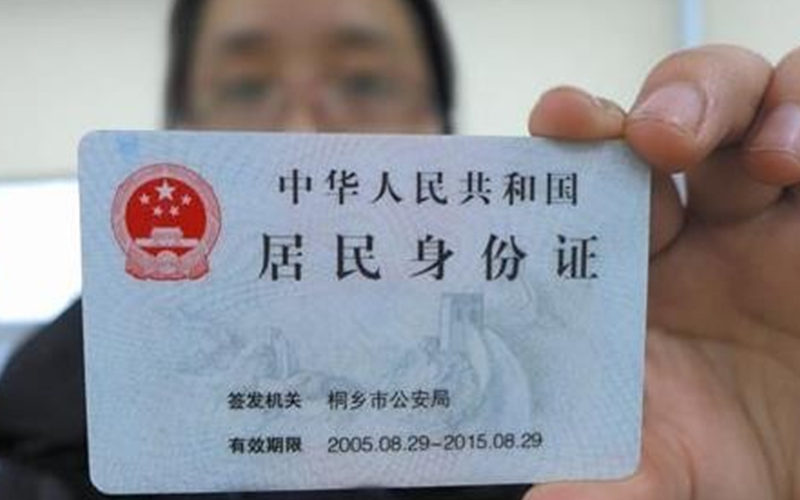 中华人民共和国
居民身份证
签发机关 桐乡市公安局
有效期限 2005.08.29-2015.08.29